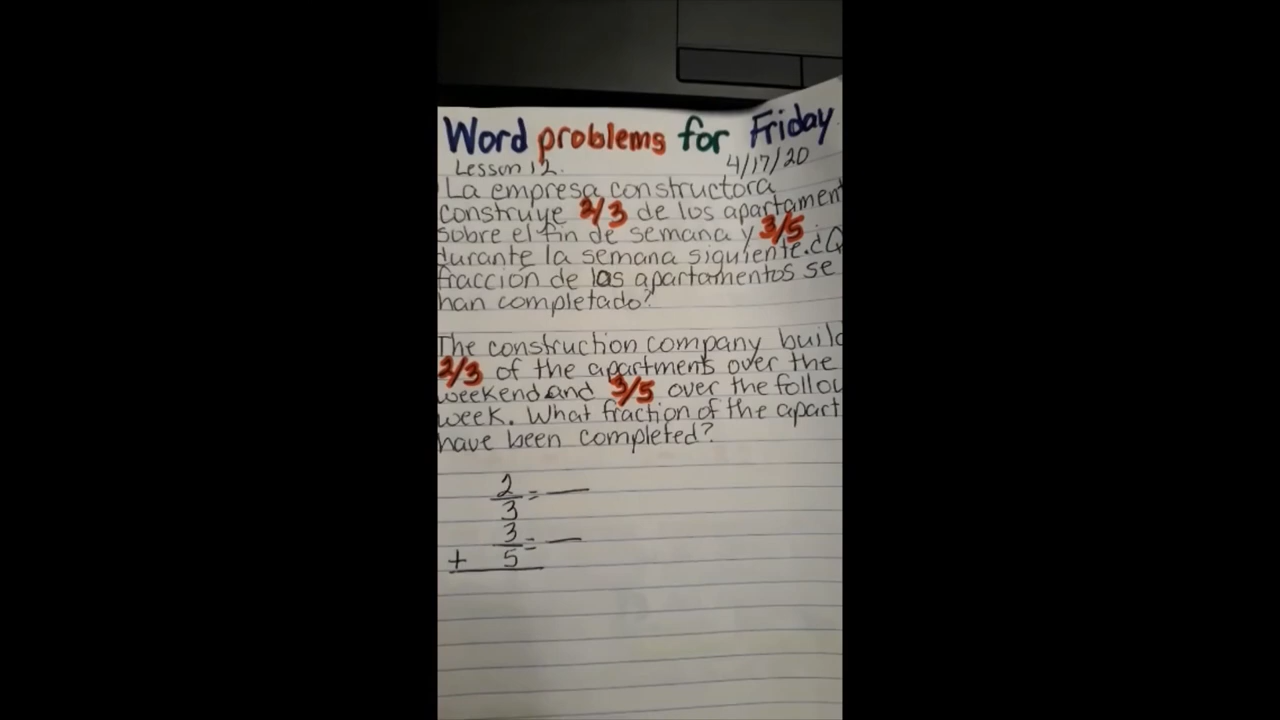 Word problems for Friday
Lesson 12. 4/17/20
La empresa constructora
construye 2/3 de los apartamen
sobre el fin de semana y 3/5
durante la semana siguiente. ¿Q
fracción de los apartamentos se
han completado?
The construction company build
2/3 of the apartments over the
weekend and 3/5 over the follow
week. What fraction of the apart
have been completed?
2
3
=
3
5
=
+